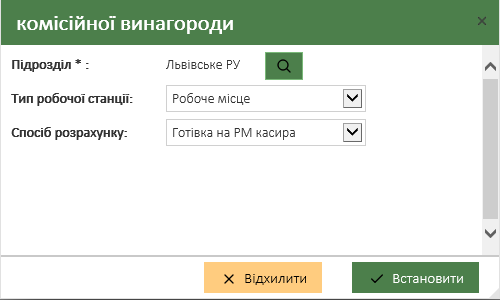 комісійної винагороди
Підрозділ * : Львівське РУ
Тип робочої станції: Робоче місце
Спосіб розрахунку: Готівка на РМ касира
Відхилити Встановити